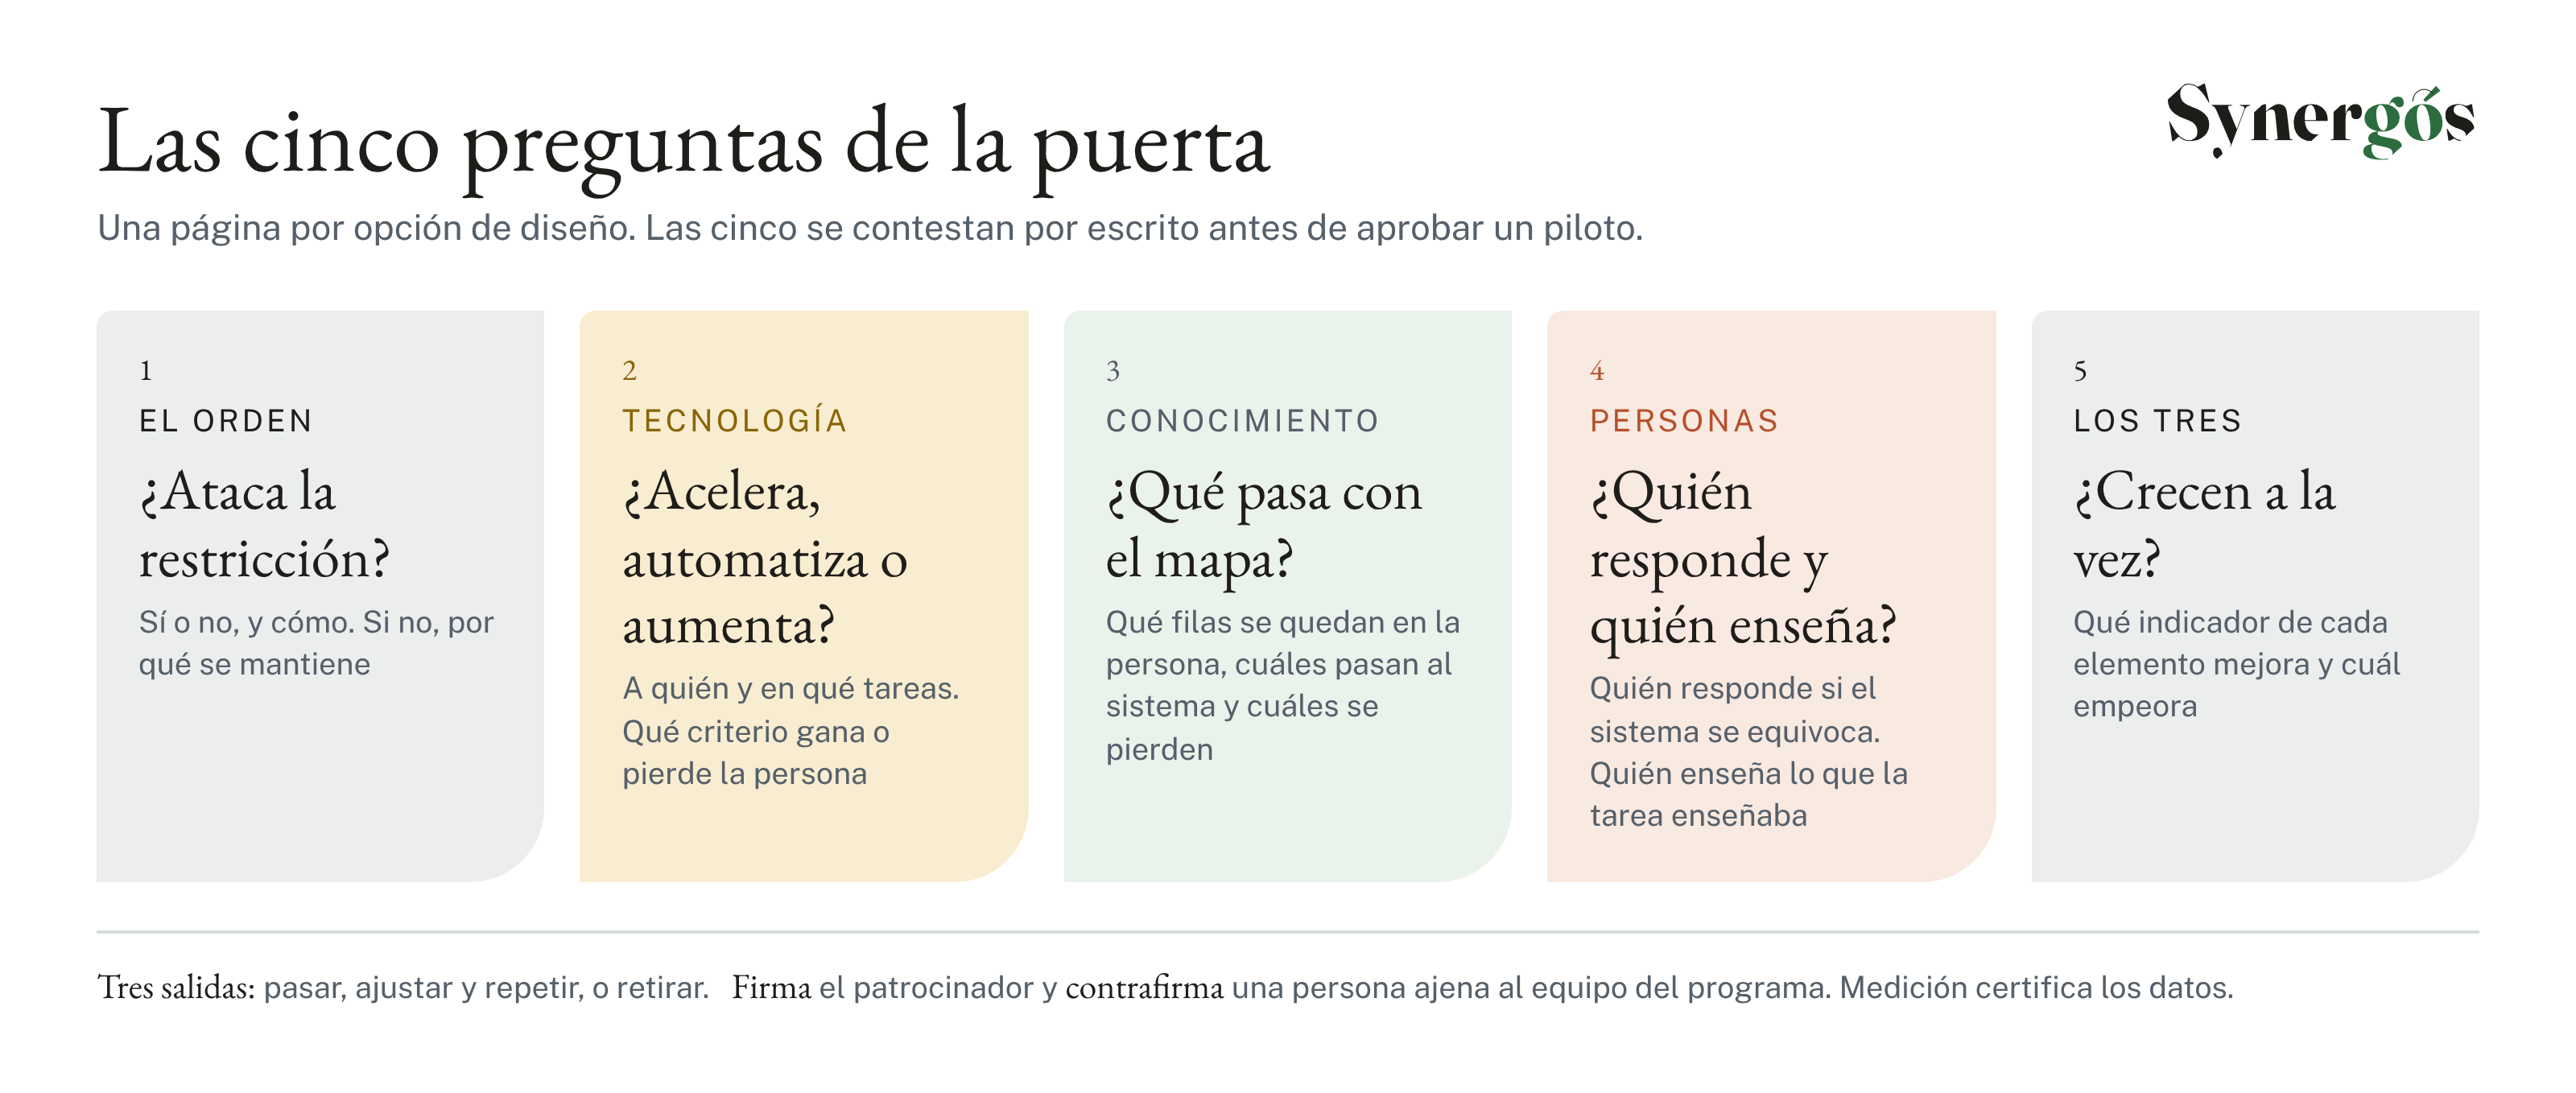 Las cinco preguntas de la puerta
Synergós
Una página por opción de diseño. Las cinco se contestan por escrito antes de aprobar un piloto.
1
EL ORDEN
¿Ataca la
restricción?
Sí o no, y cómo. Si no, por
qué se mantiene
2
TECNOLOGÍA
¿Acelera,
automatiza o
aumenta?
A quién y en qué tareas.
Qué criterio gana o
pierde la persona
3
CONOCIMIENTO
¿Qué pasa con
el mapa?
Qué filas se quedan en la
persona, cuáles pasan al
sistema y cuáles se
pierden
4
PERSONAS
¿Quién
responde y
quién enseña?
Quién responde si el
sistema se equivoca.
Quién enseña lo que la
tarea enseñaba
5
LOS TRES
¿Crecen a la
vez?
Qué indicador de cada
elemento mejora y cuál
empeora
Tres salidas: pasar, ajustar y repetir, o retirar. Firma el patrocinador y contrafirma una persona ajena al equipo del programa. Medición certifica los datos.